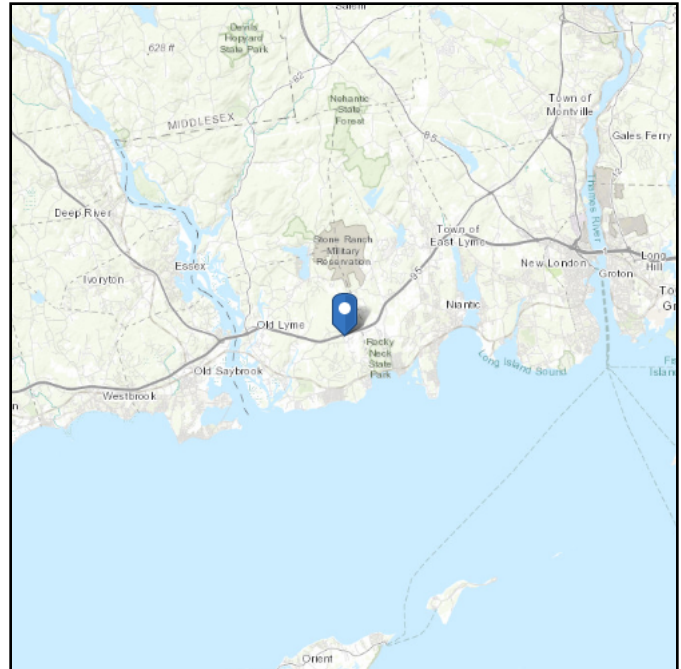 Salem
Devils
Hopyard
State Park
628 ft
82
Nehantic
State
Forest
MIDDLESEX
85
Town of
Montville
Gales Ferry
12
Thames River
Deep River
Essex
Ivoryton
Stone Ranch
Military
Reservation
95
Town of
East Lyme
New London
Groton
Long
Hill
Niantic
Old Lyme
Old Saybrook
Westbrook
Rocky
Neck
State
Park
Long Island Sound
Orient